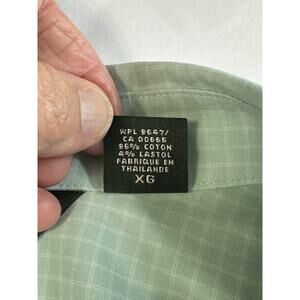 WPL 9647/
CA 00665
96% COTON
4% LASTOL
FABRIQUE EN
THAILANDE
XG